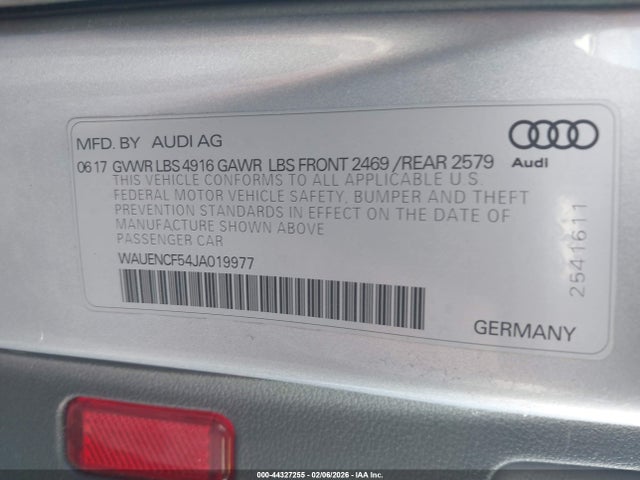 MFD. BY AUDI AG
Audi
06 17 GVWR LBS 4916 GAWR LBS FRONT 2469 /REAR 2579
THIS VEHICLE CONFORMS TO ALL APPLICABLE U S.
FEDERAL MOTOR VEHICLE SAFETY, BUMPER AND THEFT
PREVENTION STANDARDS IN EFFECT ON THE DATE OF
MANUFACTURE SHOWN ABOVE
PASSENGER CAR
WAUENCF54JA019977
2541611
GERMANY
000-44327255 - 02/06/2026 - IAA Inc.